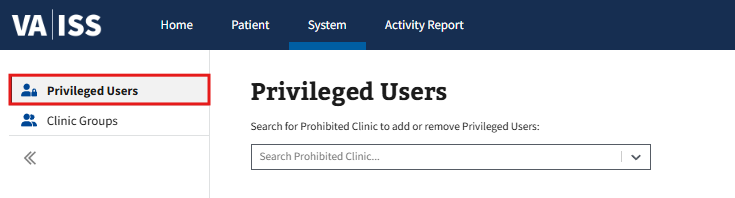 VA|ISS Home Patient System Activity Report
Privileged Users
Clinic Groups
Privileged Users
Search for Prohibited Clinic to add or remove Privileged Users:
Search Prohibited Clinic...